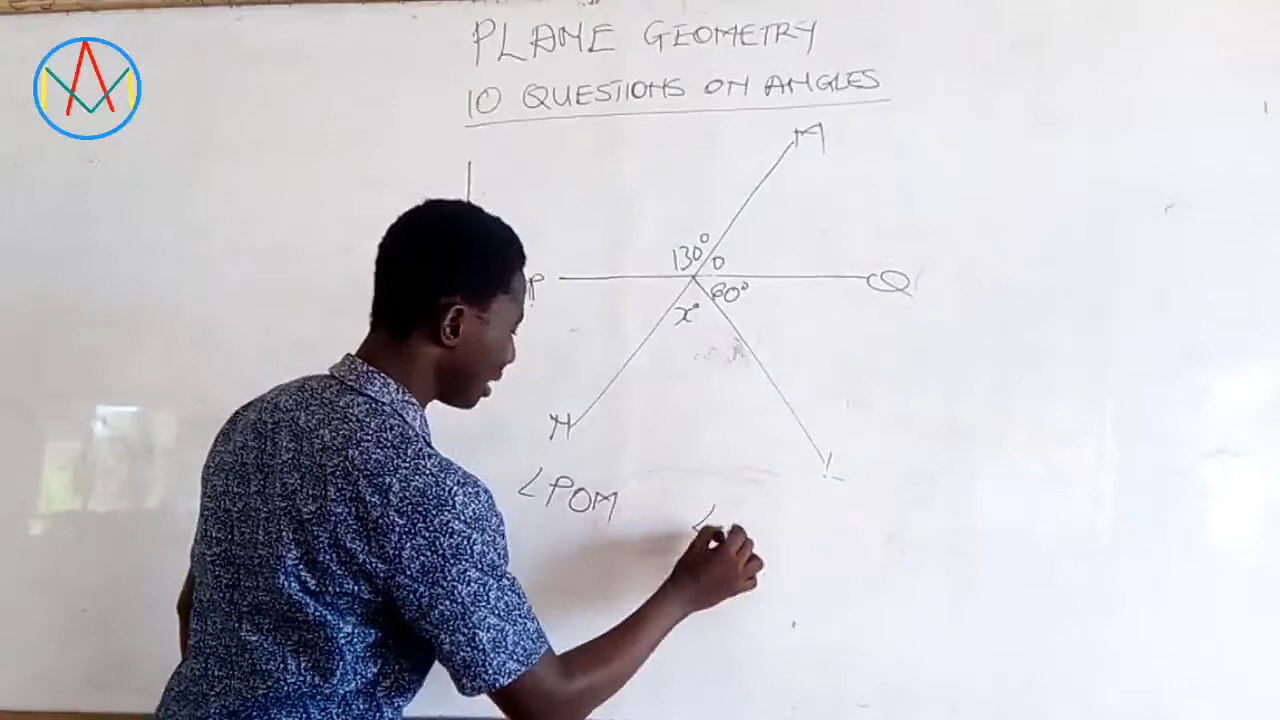 PLANE GEOMETRY
10 QUESTIONS ON ANGLES
M
130°
O
P
Q
60°
x°
N
L
∠POM
∠